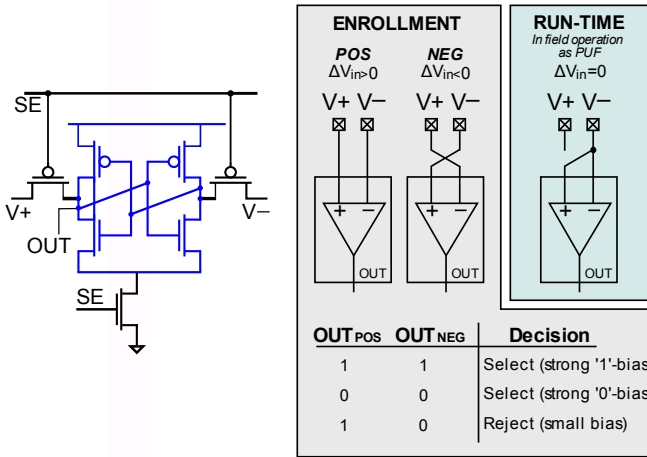 SE
V+
V−
OUT
SE
ENROLLMENT
POS NEG
ΔVin>0 ΔVin<0
V+ V− V+ V−
+ − + −
OUT OUT
RUN-TIME
In field operation
as PUF
ΔVin=0
V+ V−
+ −
OUT
OUTPOS OUTNEG Decision
1 1 Select (strong '1'-bias
0 0 Select (strong '0'-bias
1 0 Reject (small bias)